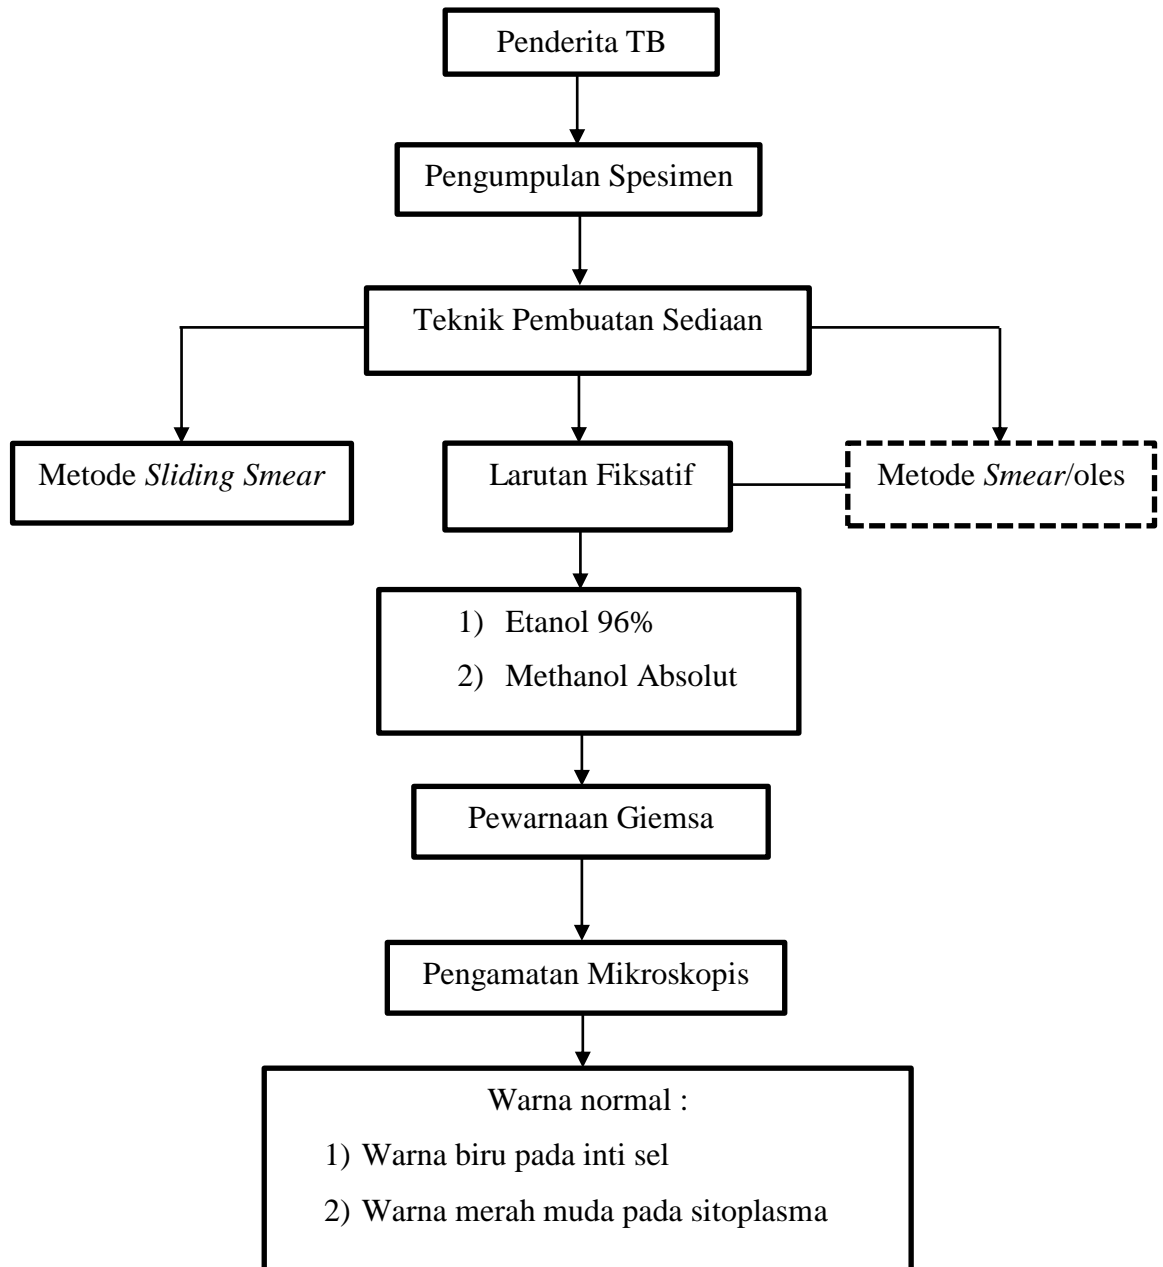 Penderita TB
Pengumpulan Spesimen
Teknik Pembuatan Sediaan
Metode Sliding Smear
Larutan Fiksatif
Metode Smear/oles
1) Etanol 96%
2) Methanol Absolut
Pewarnaan Giemsa
Pengamatan Mikroskopis
Warna normal :
1) Warna biru pada inti sel
2) Warna merah muda pada sitoplasma